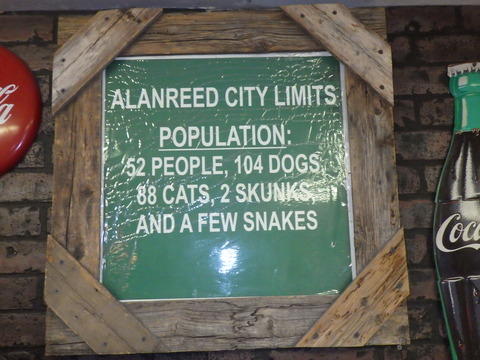 ALANREED CITY LIMITS
POPULATION:
52 PEOPLE, 104 DOGS,
88 CATS, 2 SKUNKS
AND A FEW SNAKES
Coca